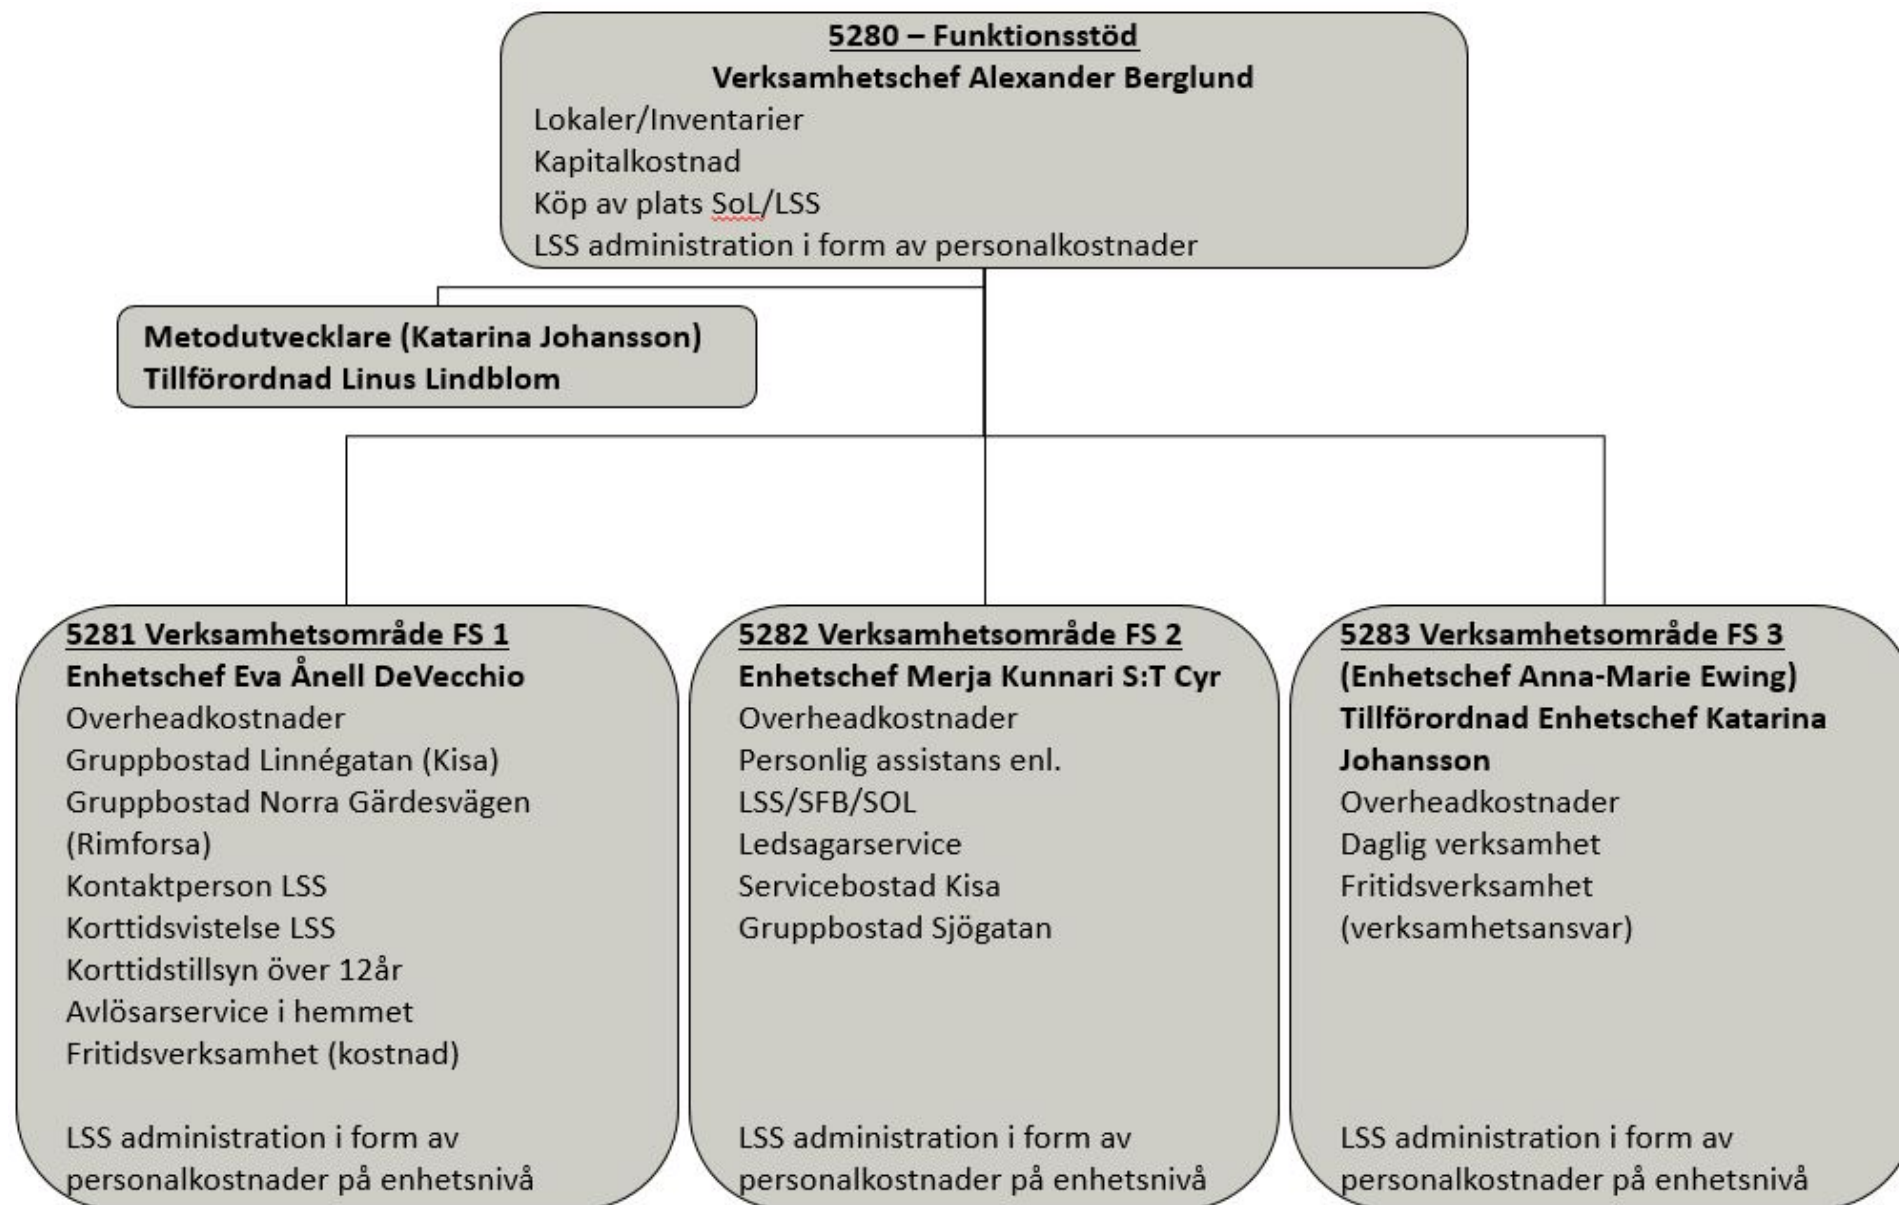 5280 – Funktionsstöd
Verksamhetschef Alexander Berglund
Lokaler/Inventarier
Kapitalkostnad
Köp av plats SoL/LSS
LSS administration i form av personalkostnader
Metodutvecklare (Katarina Johansson)
Tillförordnad Linus Lindblom
5281 Verksamhetsområde FS 1
Enhetschef Eva Ånell DeVecchio
Overheadkostnader
Gruppbostad Linnégatan (Kisa)
Gruppbostad Norra Gärdesvägen
(Rimforsa)
Kontaktperson LSS
Korttidsvistelse LSS
Korttidstillsyn över 12år
Avlösarservice i hemmet
Fritidsverksamhet (kostnad)
LSS administration i form av
personalkostnader på enhetsnivå
5282 Verksamhetsområde FS 2
Enhetschef Merja Kunnari S:T Cyr
Overheadkostnader
Personlig assistans enl.
LSS/SFB/SOL
Ledsagarservice
Servicebostad Kisa
Gruppbostad Sjögatan
LSS administration i form av
personalkostnader på enhetsnivå
5283 Verksamhetsområde FS 3
(Enhetschef Anna-Marie Ewing)
Tillförordnad Enhetschef Katarina
Johansson
Overheadkostnader
Daglig verksamhet
Fritidsverksamhet
(verksamhetsansvar)
LSS administration i form av
personalkostnader på enhetsnivå